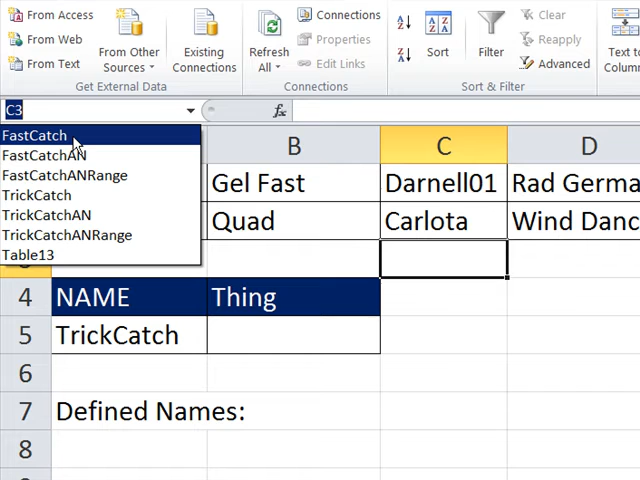 From Access
From Web
From Text
From Other Sources
Existing Connections
Get External Data
Refresh All
Connections
Properties
Edit Links
Connections
Sort
Filter
Clear
Reapply
Advanced
Sort & Filter
Text to
C3
fx
FastCatch
FastCatchAN
FastCatchANRange
TrickCatch
TrickCatchAN
TrickCatchANRange
Table13
B C D
Gel Fast Darnell01 Rad Germa
Quad Carlota Wind Danc
4 NAME Thing
5 TrickCatch
6
7 Defined Names:
8